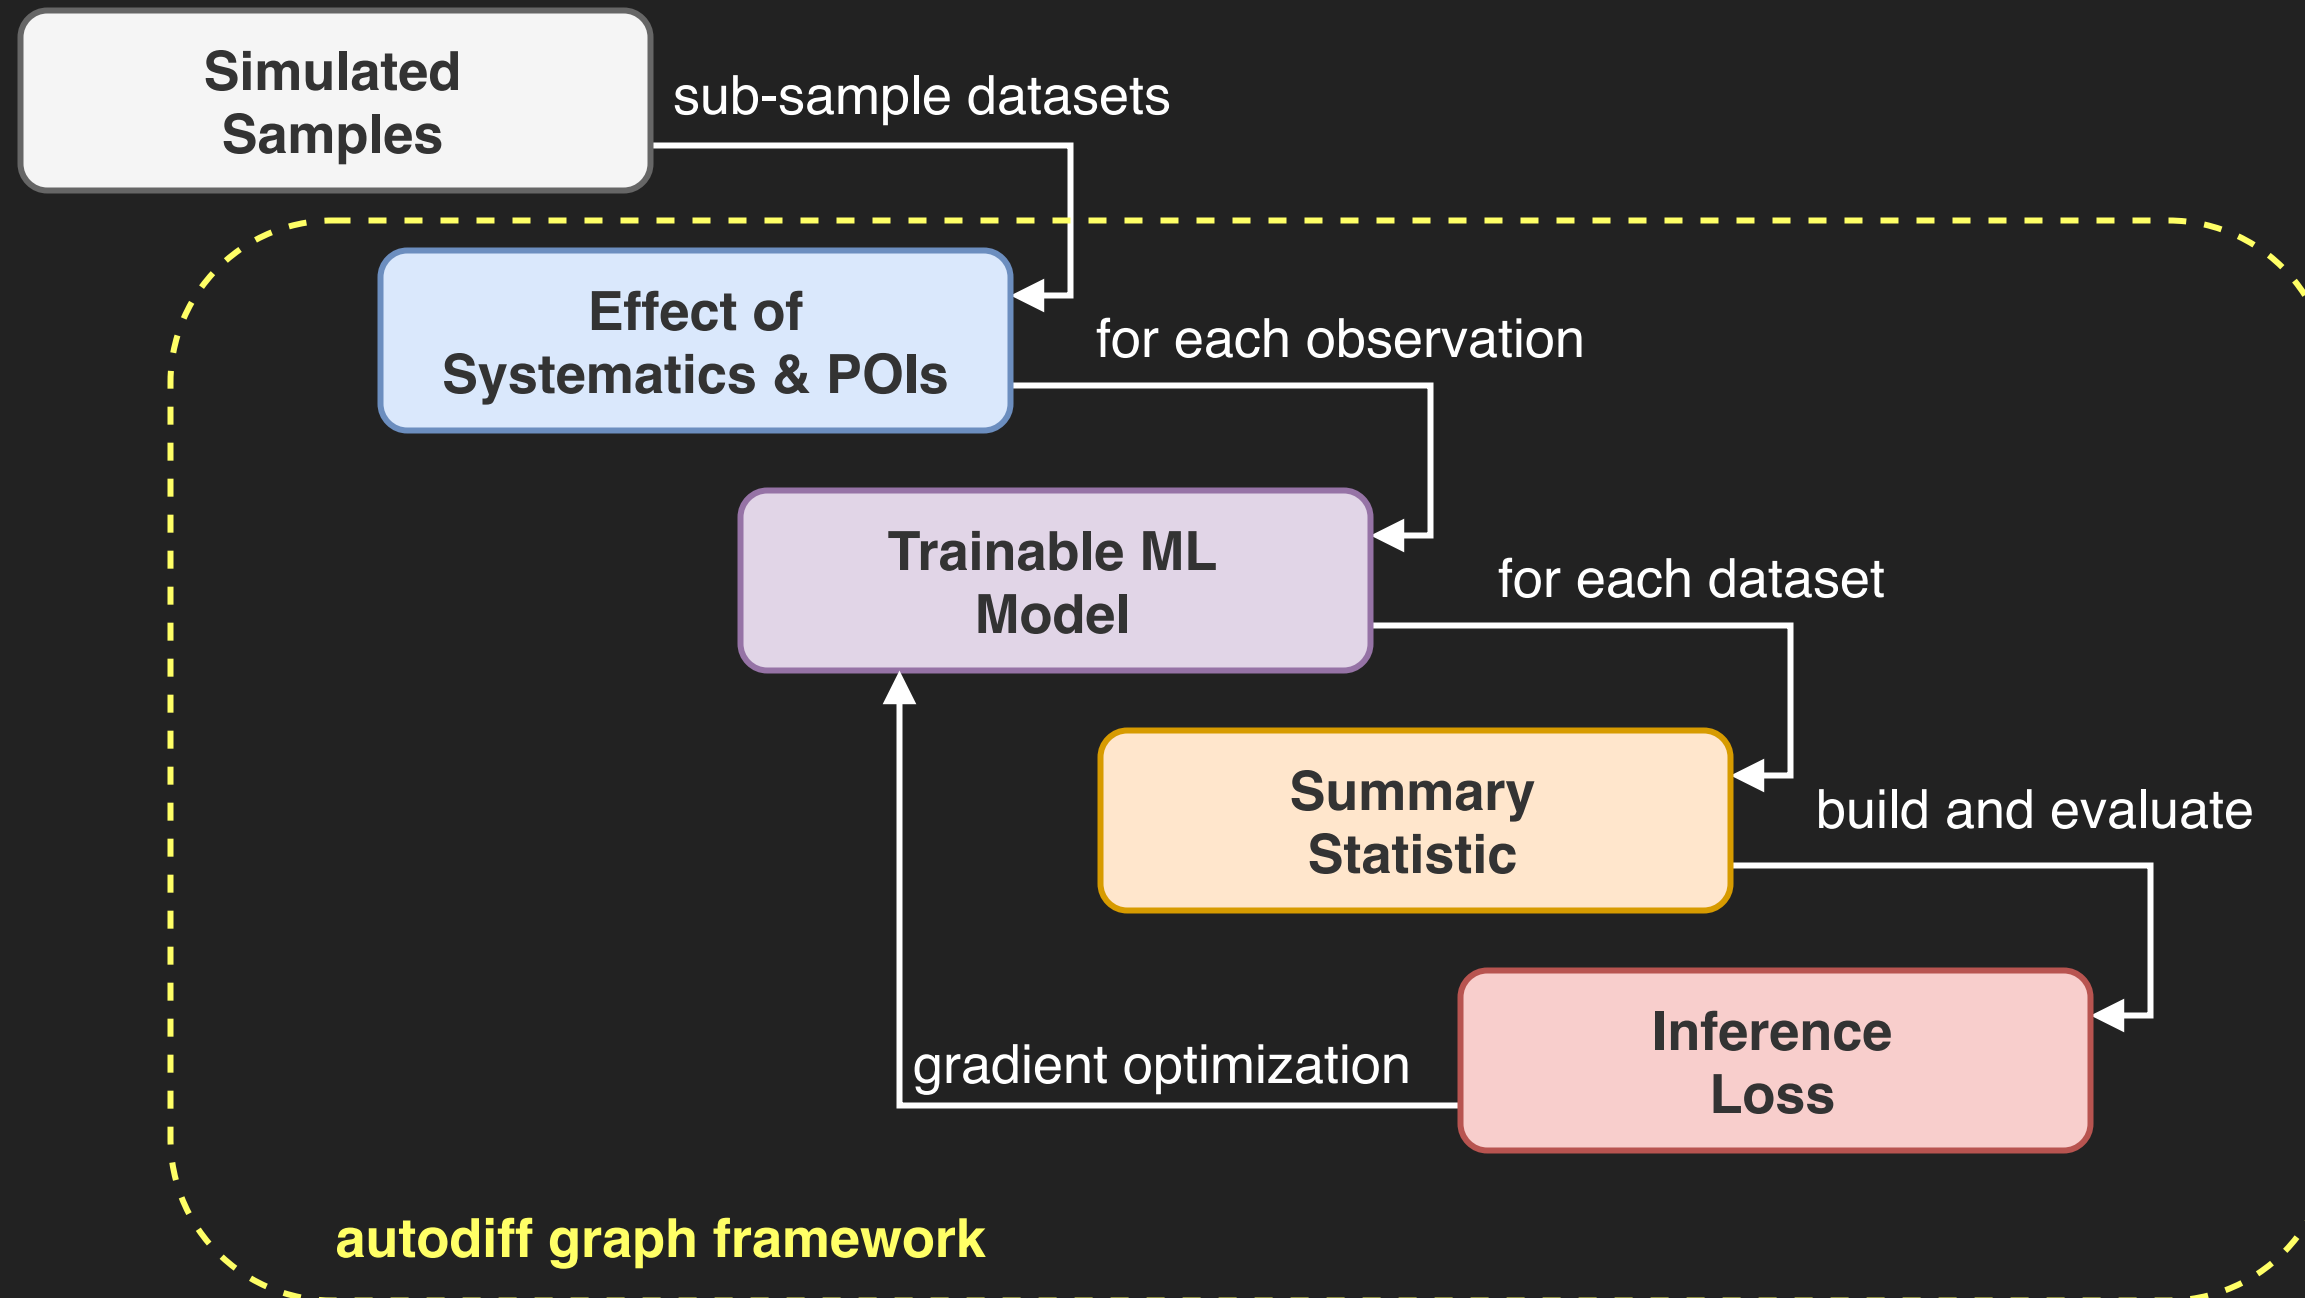 Simulated
Samples
sub-sample datasets
Effect of
Systematics & POIs
for each observation
Trainable ML
Model
for each dataset
Summary
Statistic
build and evaluate
Inference
Loss
gradient optimization
autodiff graph framework